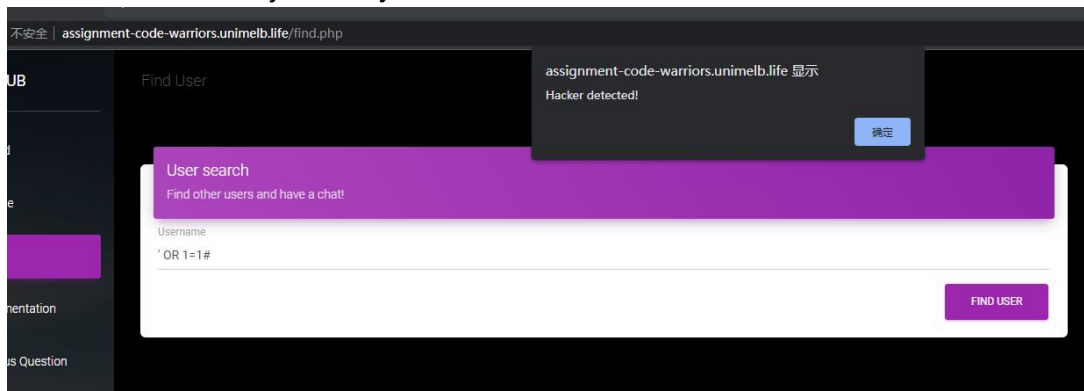 不安全 | assignment-code-warriors.unimelb.life/find.php
UB
Find User
assignment-code-warriors.unimelb.life 显示
Hacker detected!
确定
User search
Find other users and have a chat!
Username
' OR 1=1#
FIND USER
nentation
us Question